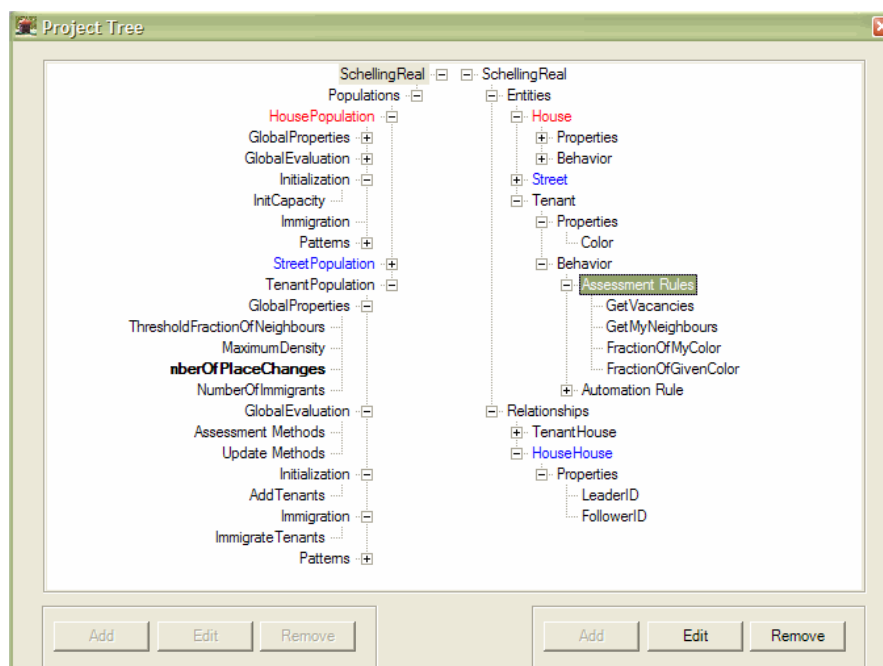 Project Tree
SchellingReal
Populations
HousePopulation
GlobalProperties
GlobalEvaluation
Initialization
InitCapacity
Immigration
Patterns
StreetPopulation
TenantPopulation
GlobalProperties
ThresholdFractionOfNeighbours
MaximumDensity
nberOfPlaceChanges
NumberOfImmigrants
GlobalEvaluation
Assessment Methods
Update Methods
Initialization
AddTenants
Immigration
ImmigrateTenants
Patterns
SchellingReal
Entities
House
Properties
Behavior
Street
Tenant
Properties
Color
Behavior
Assessment Rules
GetVacancies
GetMyNeighbours
FractionOfMyColor
FractionOfGivenColor
Automation Rule
Relationships
TenantHouse
HouseHouse
Properties
LeaderID
FollowerID
Add Edit Remove
Add Edit Remove